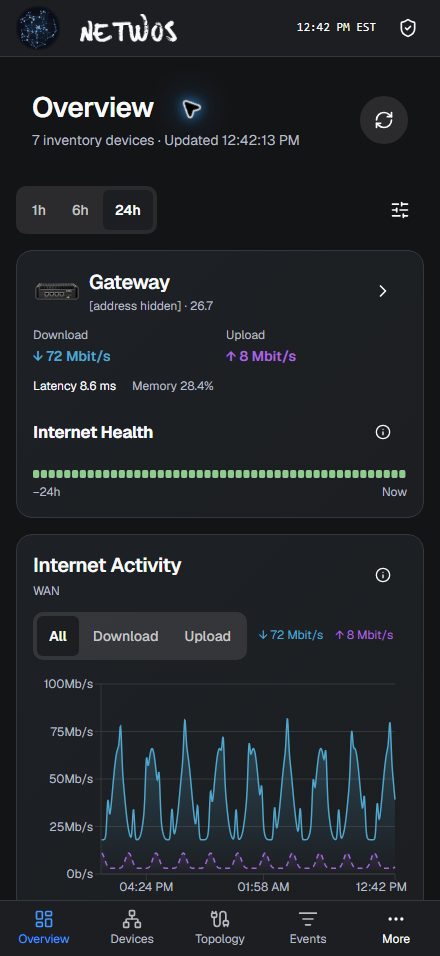 NETWOS
12:42 PM EST
Overview
7 inventory devices · Updated 12:42:13 PM
1h 6h 24h
Gateway
[address hidden] · 26.7
Download Upload
↓ 72 Mbit/s ↑ 8 Mbit/s
Latency 8.6 ms Memory 28.4%
Internet Health
−24h Now
Internet Activity
WAN
All Download Upload ↓ 72 Mbit/s ↑ 8 Mbit/s
100Mb/s
75Mb/s
50Mb/s
25Mb/s
0b/s
04:24 PM 01:58 AM 12:42 PM
Overview Devices Topology Events More